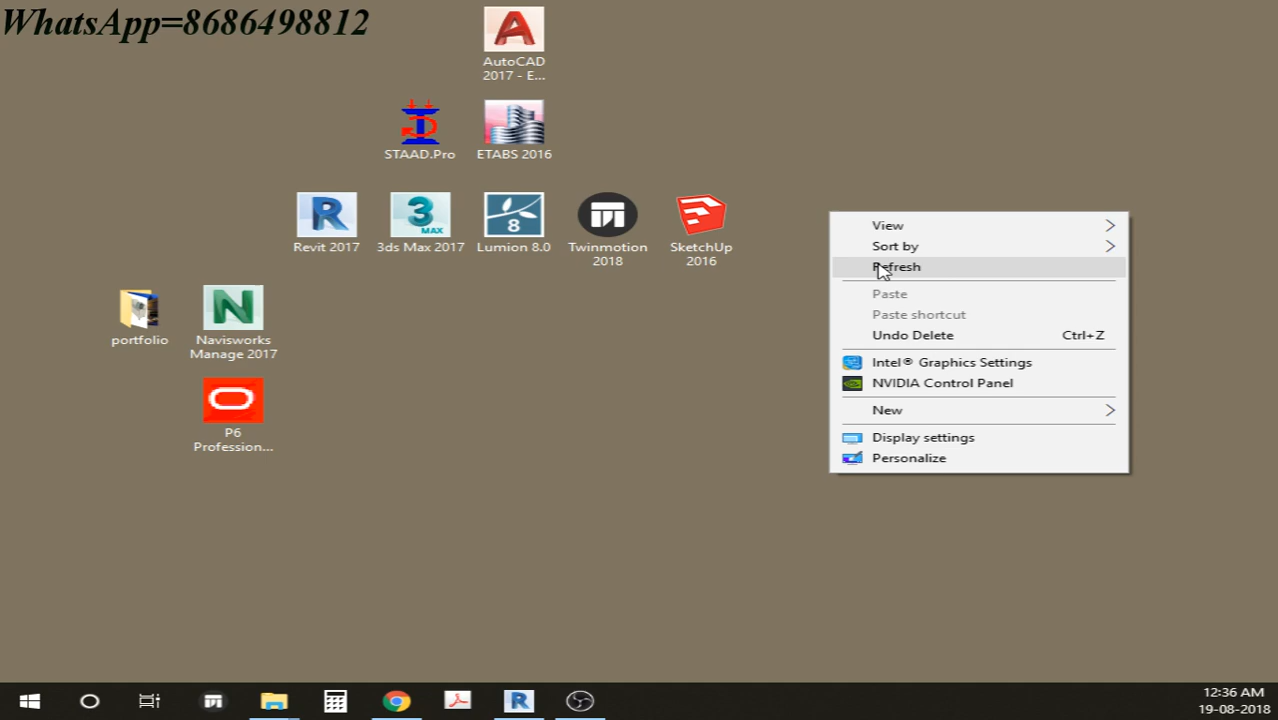 WhatsApp=8686498812
AutoCAD
2017 - E...
STAAD.Pro
ETABS 2016
Revit 2017
3ds Max 2017
MAX
Lumion 8.0
8
Twinmotion
2018
SketchUp
2016
portfolio
Navisworks
Manage 2017
P6
Profession...
View
Sort by
Refresh
Paste
Paste shortcut
Undo Delete Ctrl+Z
Intel® Graphics Settings
NVIDIA Control Panel
New
Display settings
Personalize
12:36 AM
19-08-2018